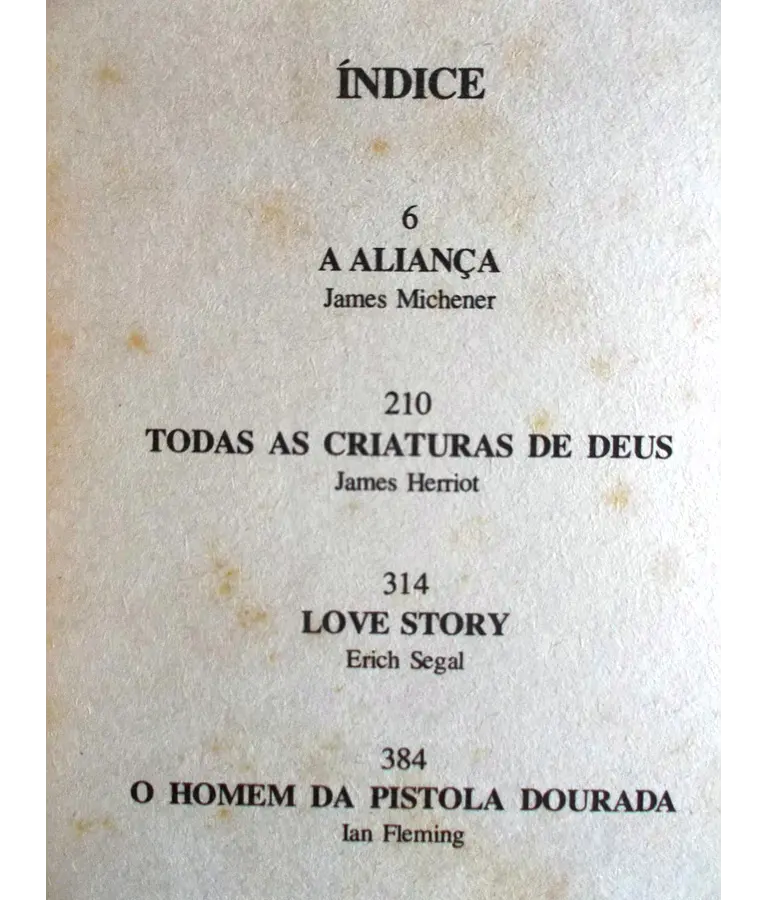 ÍNDICE
6
A ALIANÇA
James Michener
210
TODAS AS CRIATURAS DE DEUS
James Herriot
314
LOVE STORY
Erich Segal
384
O HOMEM DA PISTOLA DOURADA
Ian Fleming